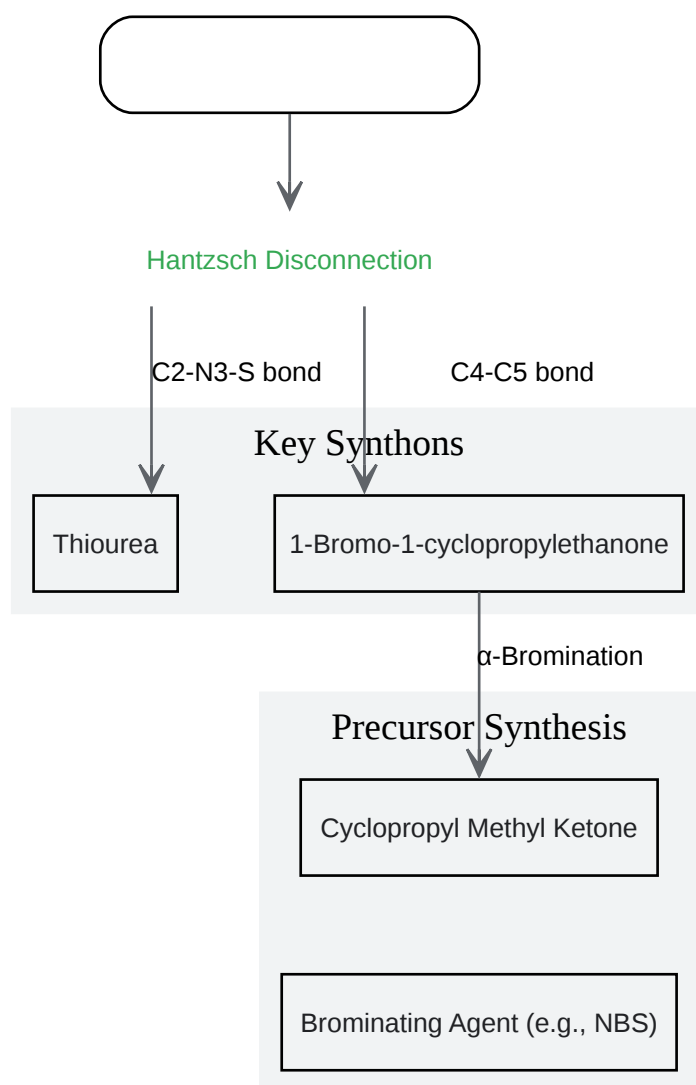 Hantzsch Disconnection
C2-N3-S bond
C4-C5 bond
Key Synthons
Thiourea
1-Bromo-1-cyclopropylethanone
α-Bromination
Precursor Synthesis
Cyclopropyl Methyl Ketone
Brominating Agent (e.g., NBS)